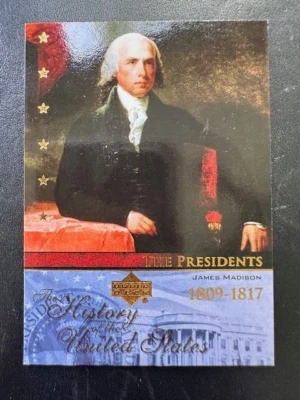 THE PRESIDENTS
JAMES MADISON
1809-1817
The
History
of the
United States